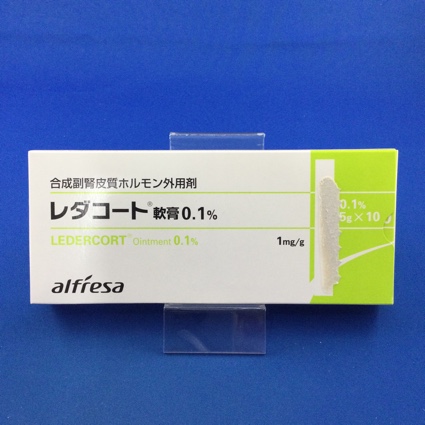 合成副腎皮質ホルモン外用剤
レダコート® 軟膏 0.1%
LEDERCORT® Ointment 0.1%
1mg/g
0.1%
5g×10
alfresa